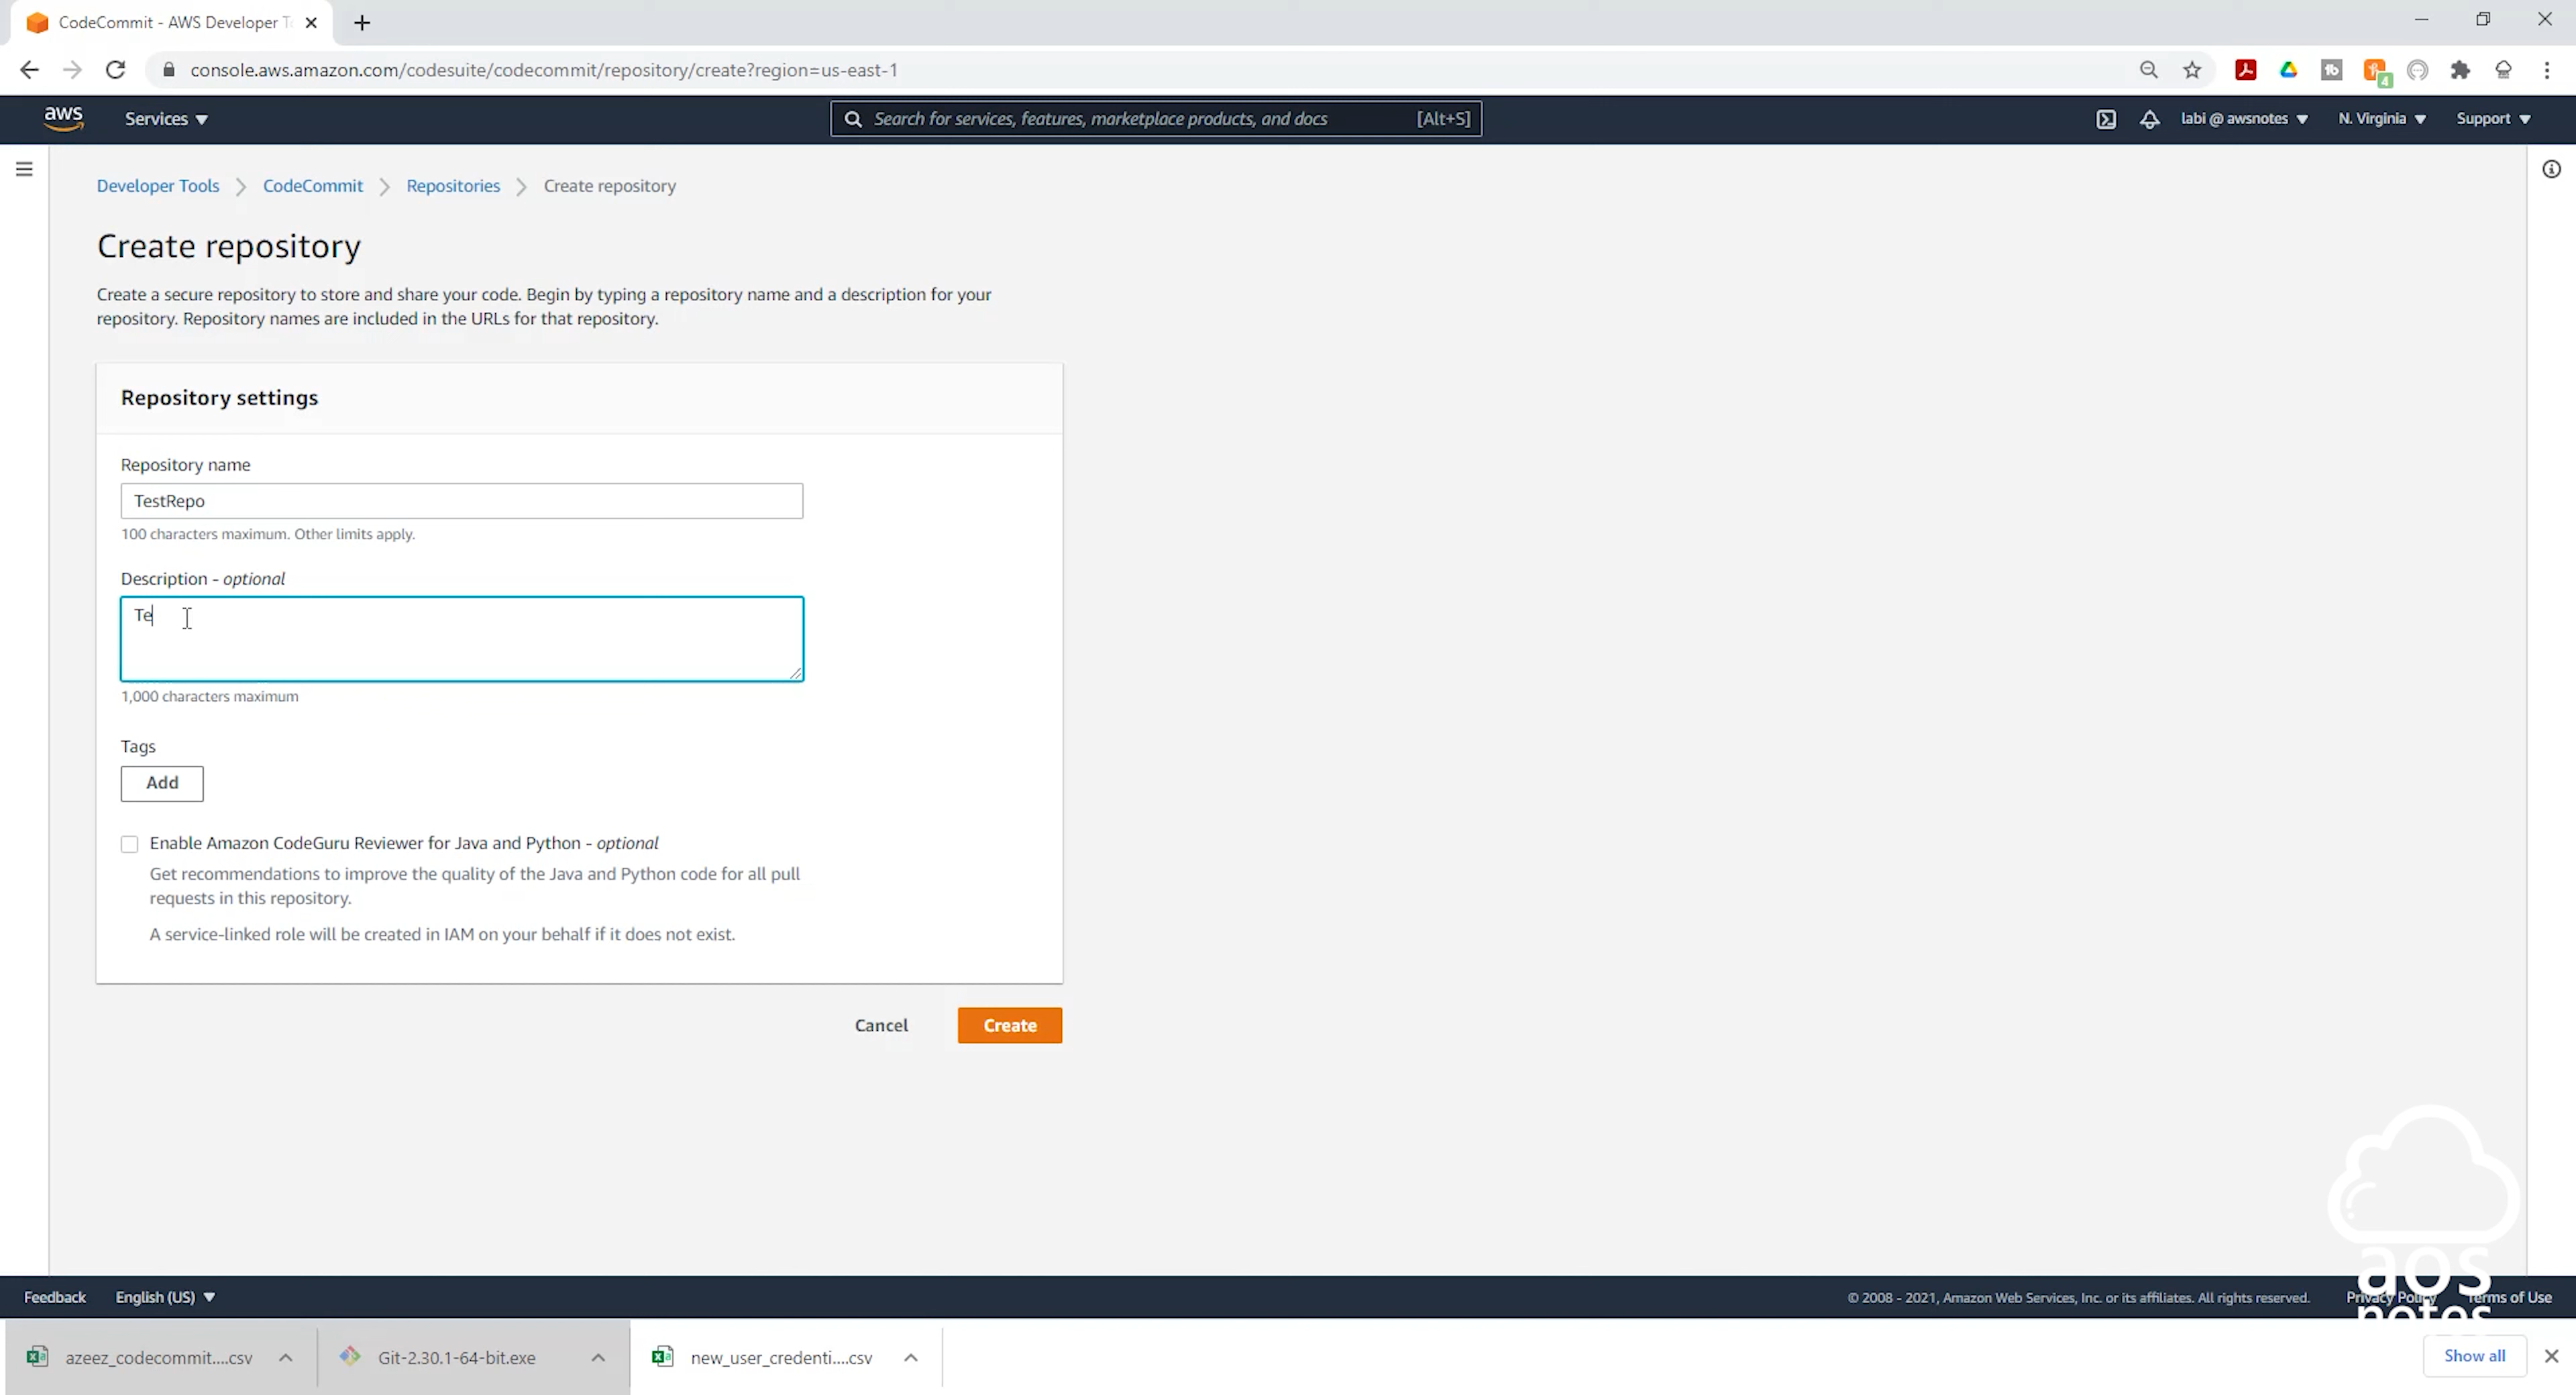 CodeCommit - AWS Developer T
console.aws.amazon.com/codesuite/codecommit/repository/create?region=us-east-1
4
aws
Services
Search for services, features, marketplace products, and docs
[Alt+S]
labi @ awsnotes
N. Virginia
Support
Developer Tools
CodeCommit
Repositories
Create repository
Create repository
Create a secure repository to store and share your code. Begin by typing a repository name and a description for your
repository. Repository names are included in the URLs for that repository.
Repository settings
Repository name
TestRepo
100 characters maximum. Other limits apply.
Description - optional
Te
1,000 characters maximum
Tags
Add
Enable Amazon CodeGuru Reviewer for Java and Python - optional
Get recommendations to improve the quality of the Java and Python code for all pull
requests in this repository.
A service-linked role will be created in IAM on your behalf if it does not exist.
Cancel
Create
aos
notes
Feedback
English (US)
© 2008 - 2021, Amazon Web Services, Inc. or its affiliates. All rights reserved.
Privacy Policy
Terms of Use
azeez_codecommit....csv
Git-2.30.1-64-bit.exe
new_user_credenti....csv
Show all